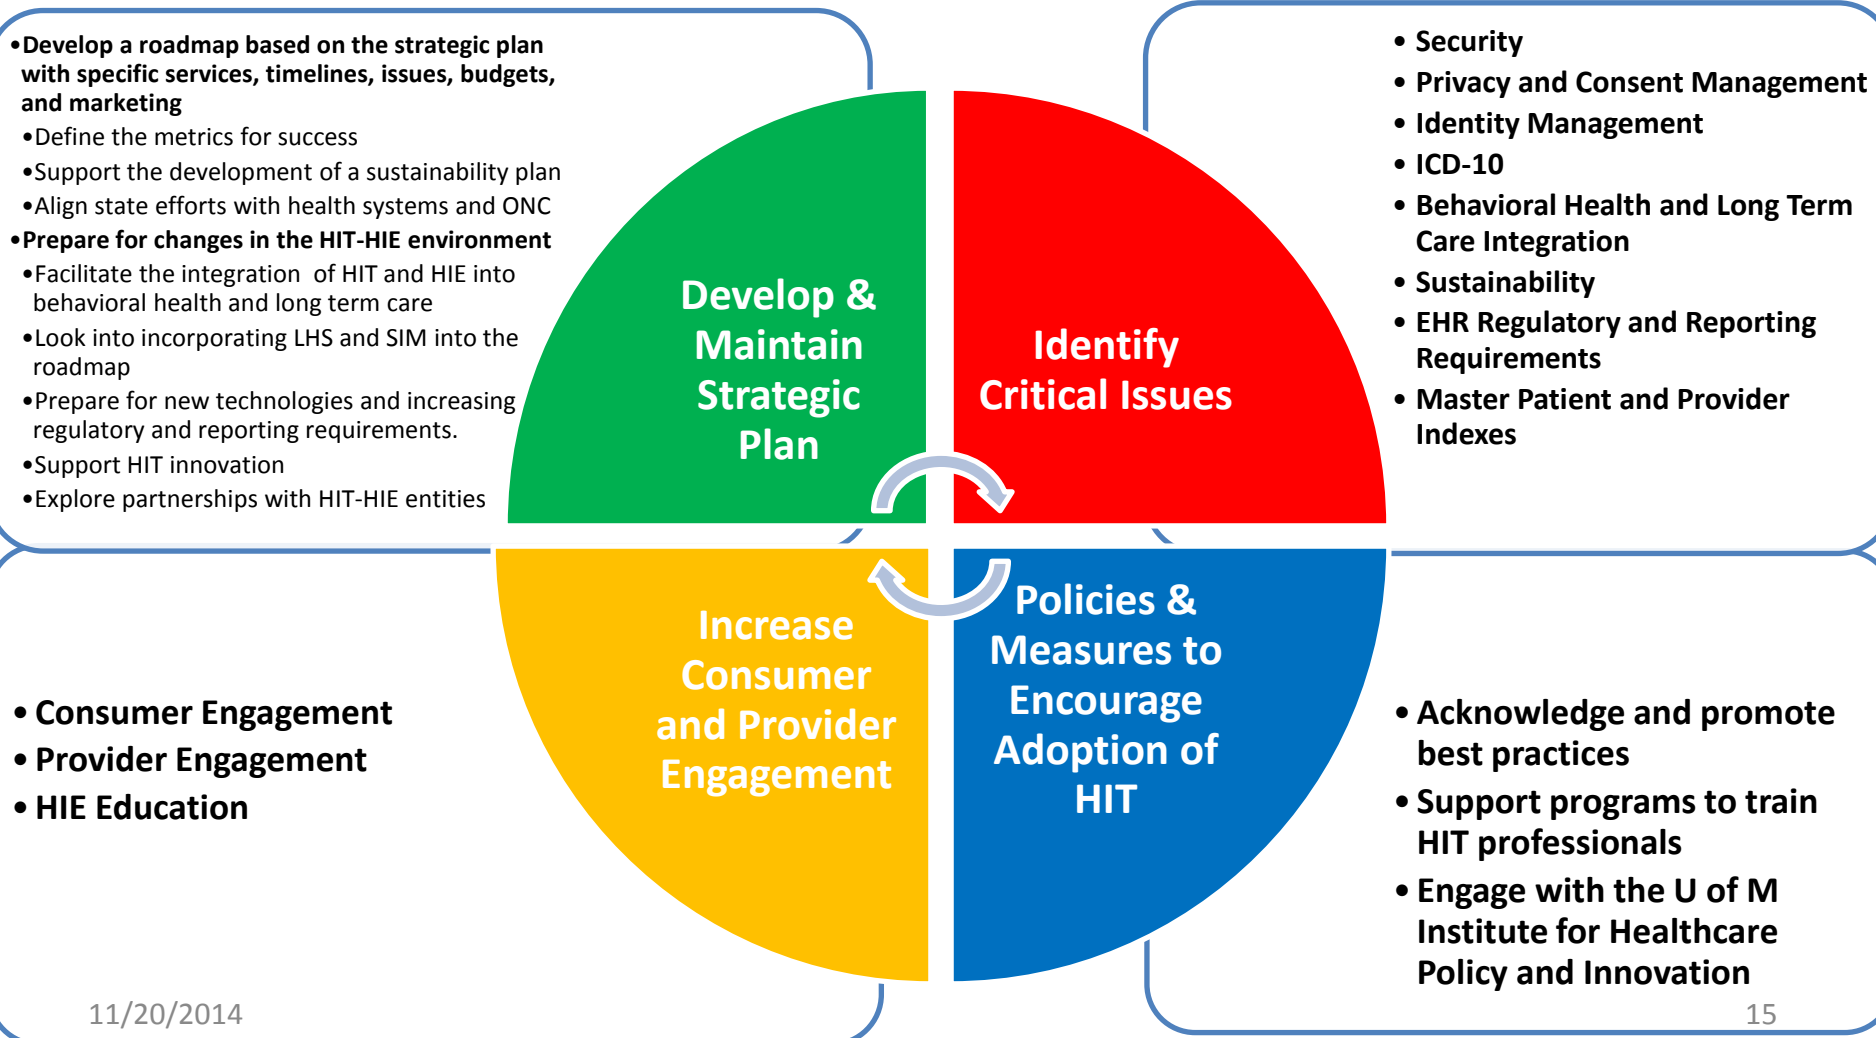 •Develop a roadmap based on the strategic plan
with specific services, timelines, issues, budgets,
and marketing
•Define the metrics for success
•Support the development of a sustainability plan
•Align state efforts with health systems and ONC
•Prepare for changes in the HIT-HIE environment
•Facilitate the integration of HIT and HIE into
behavioral health and long term care
•Look into incorporating LHS and SIM into the
roadmap
•Prepare for new technologies and increasing
regulatory and reporting requirements.
•Support HIT innovation
•Explore partnerships with HIT-HIE entities
Develop &
Maintain
Strategic
Plan
Identify
Critical Issues
• Security
• Privacy and Consent Management
• Identity Management
• ICD-10
• Behavioral Health and Long Term
Care Integration
• Sustainability
• EHR Regulatory and Reporting
Requirements
• Master Patient and Provider
Indexes
• Consumer Engagement
• Provider Engagement
• HIE Education
Increase
Consumer
and Provider
Engagement
Policies &
Measures to
Encourage
Adoption of
HIT
• Acknowledge and promote
best practices
• Support programs to train
HIT professionals
• Engage with the U of M
Institute for Healthcare
Policy and Innovation
11/20/2014
15